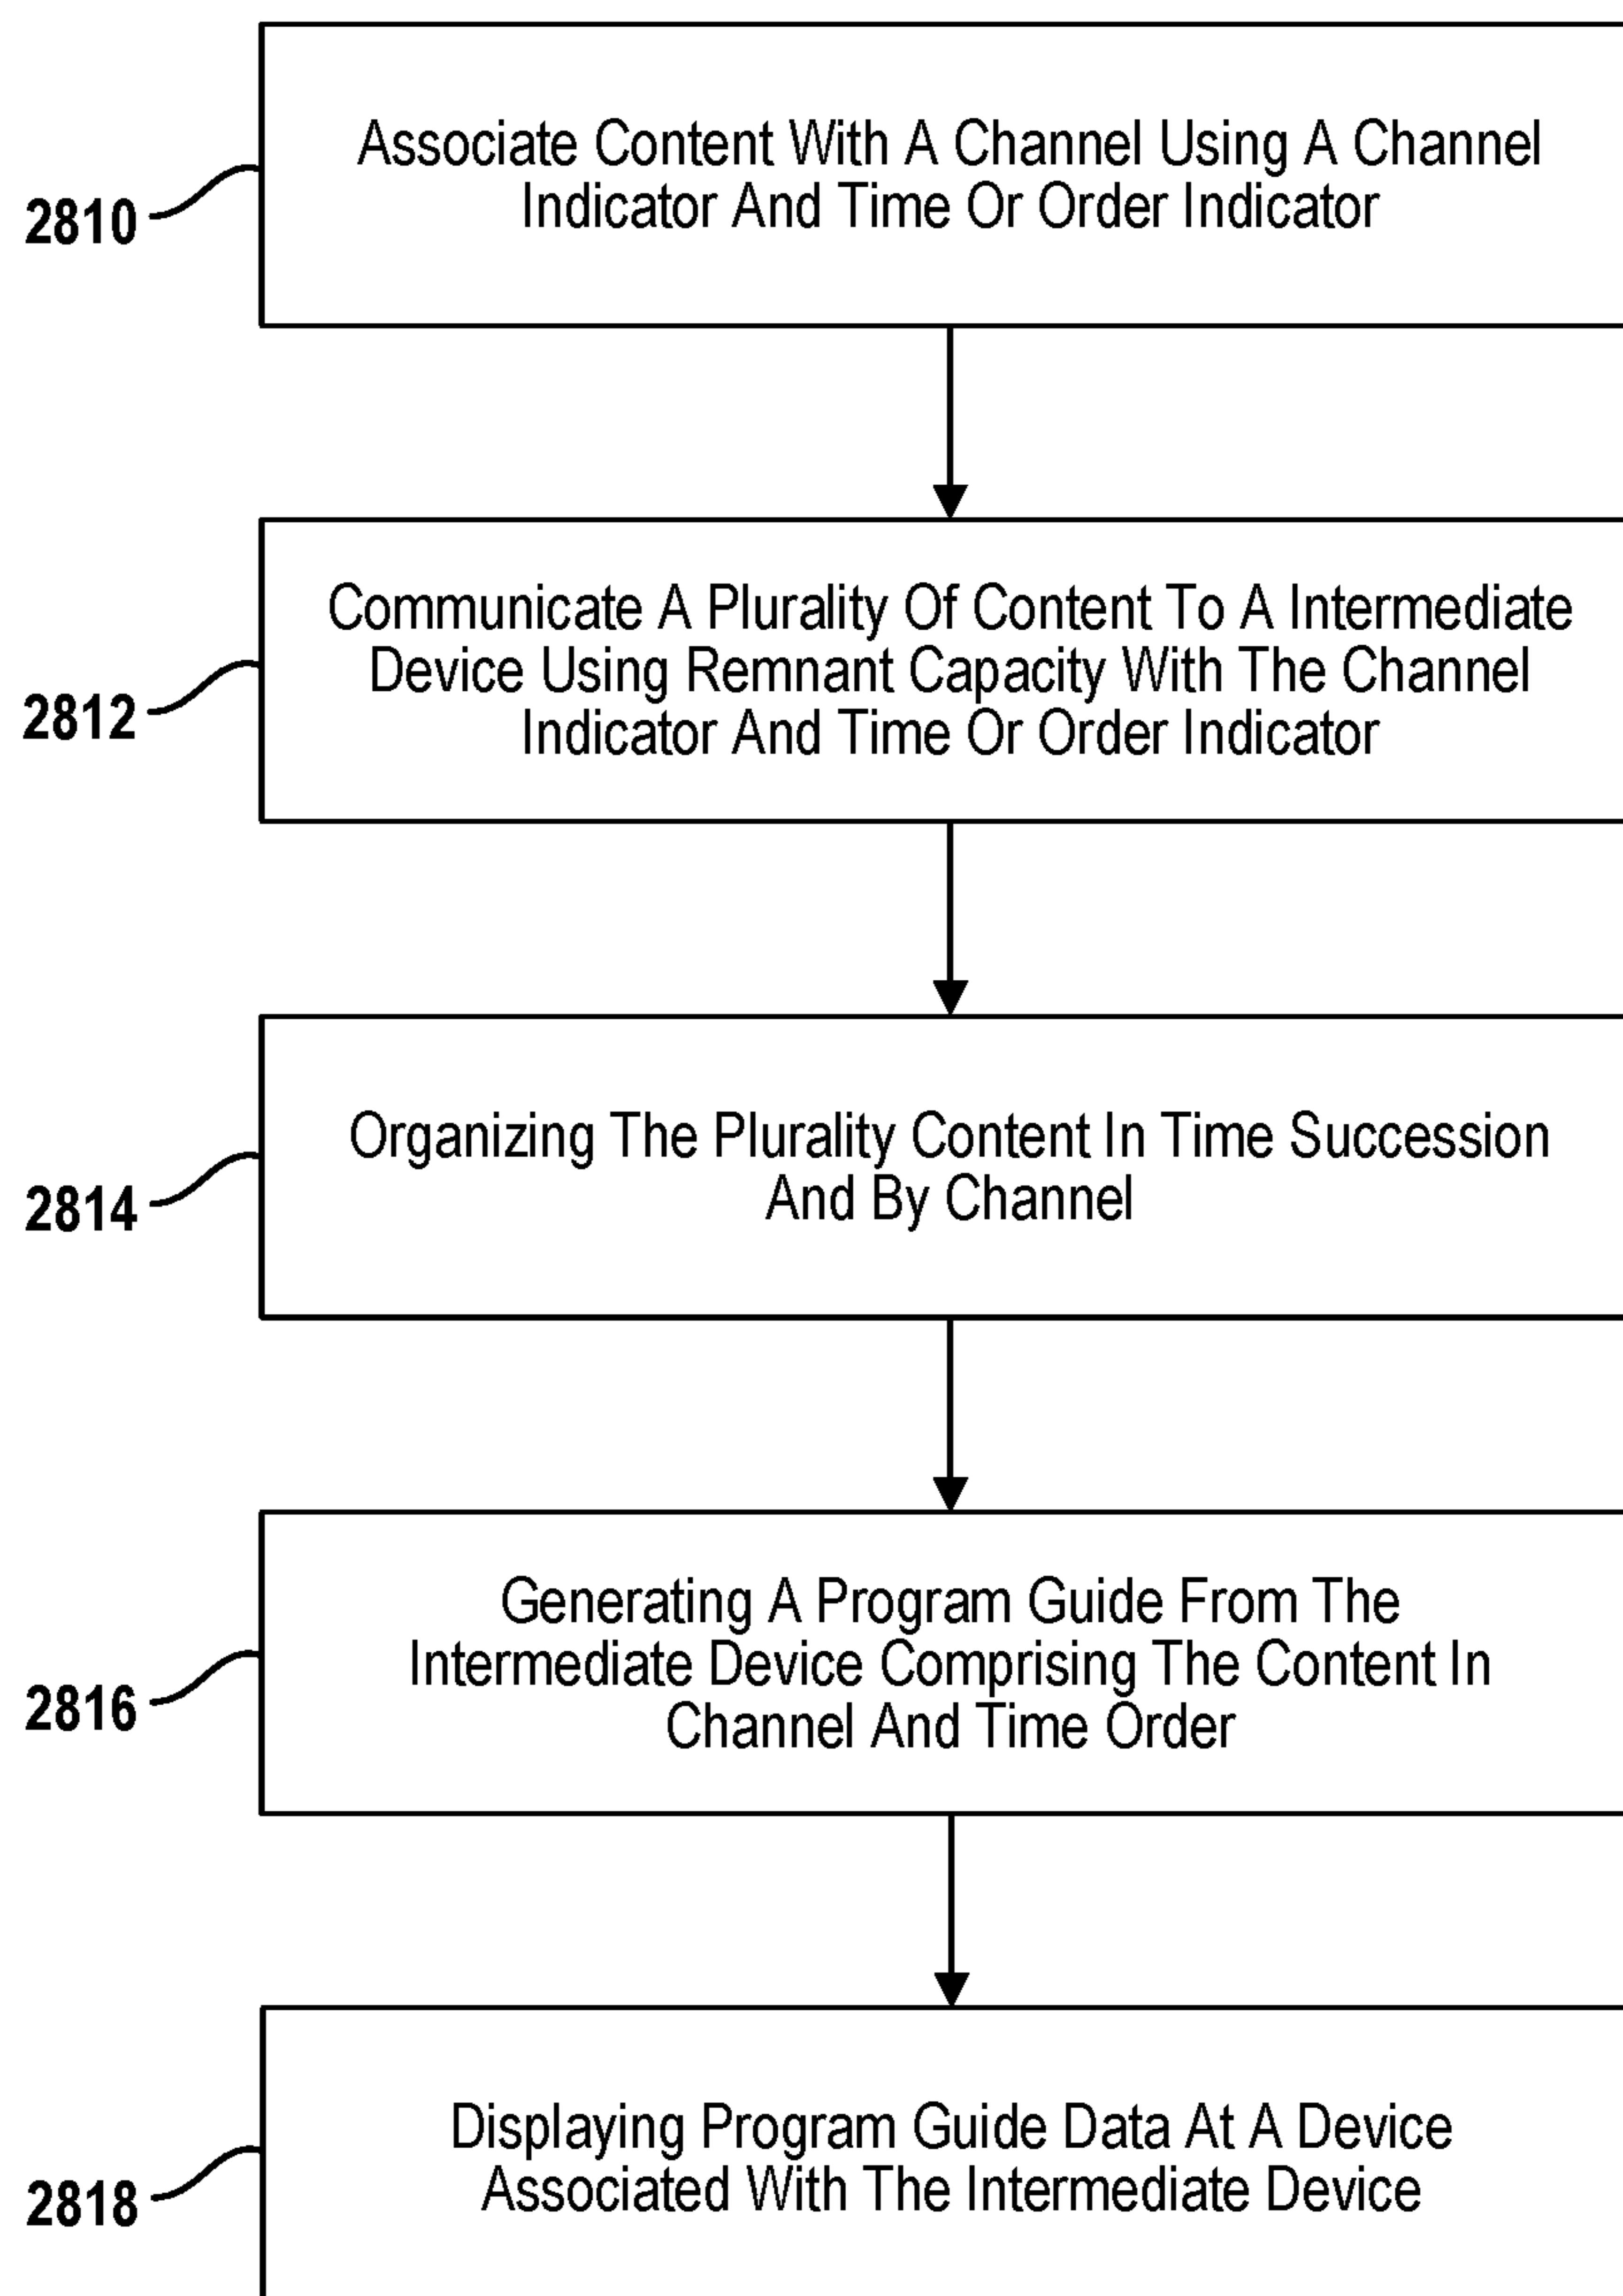 Associate Content With A Channel Using A Channel
Indicator And Time Or Order Indicator
2810
Communicate A Plurality Of Content To A Intermediate
Device Using Remnant Capacity With The Channel
Indicator And Time Or Order Indicator
2812
Organizing The Plurality Content In Time Succession
And By Channel
2814
Generating A Program Guide From The
Intermediate Device Comprising The Content In
Channel And Time Order
2816
Displaying Program Guide Data At A Device
Associated With The Intermediate Device
2818